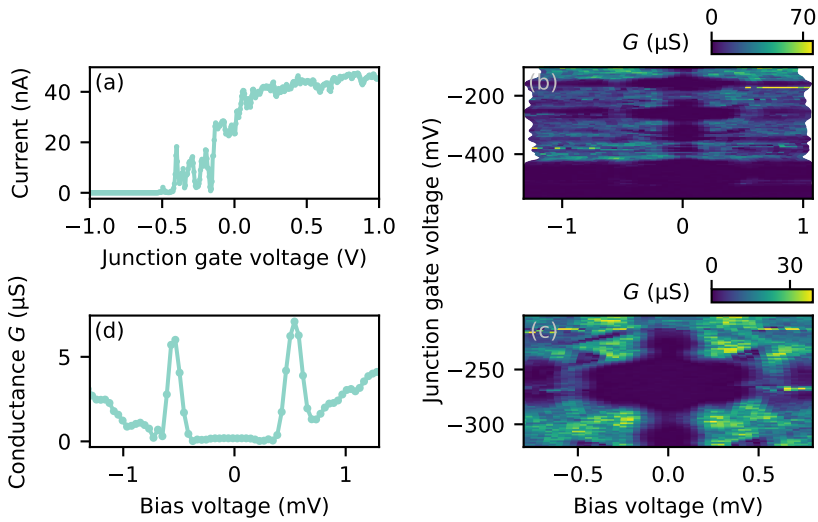 0 70
G (µS)
(a)
Current (nA)
40
20
0
−1.0 −0.5 0.0 0.5 1.0
Junction gate voltage (V)
(b)
−200
−400
−1 0 1
Junction gate voltage (mV)
0 30
G (µS)
(d)
Conductance G (µS)
5
0
−1 0 1
Bias voltage (mV)
(c)
−250
−300
−0.5 0.0 0.5
Bias voltage (mV)